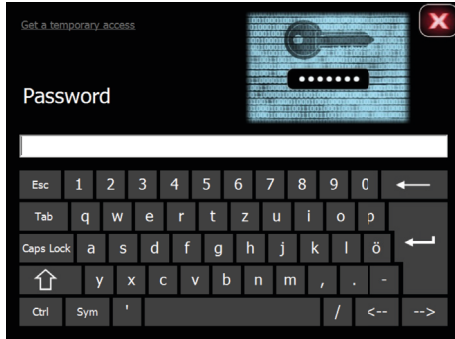 Get a temporary access
Password
Esc 1 2 3 4 5 6 7 8 9 0
Tab q w e r t z u i o p
Caps Lock a s d f g h j k l ö
y x c v b n m , . -
Ctrl Sym ' / <-- -->